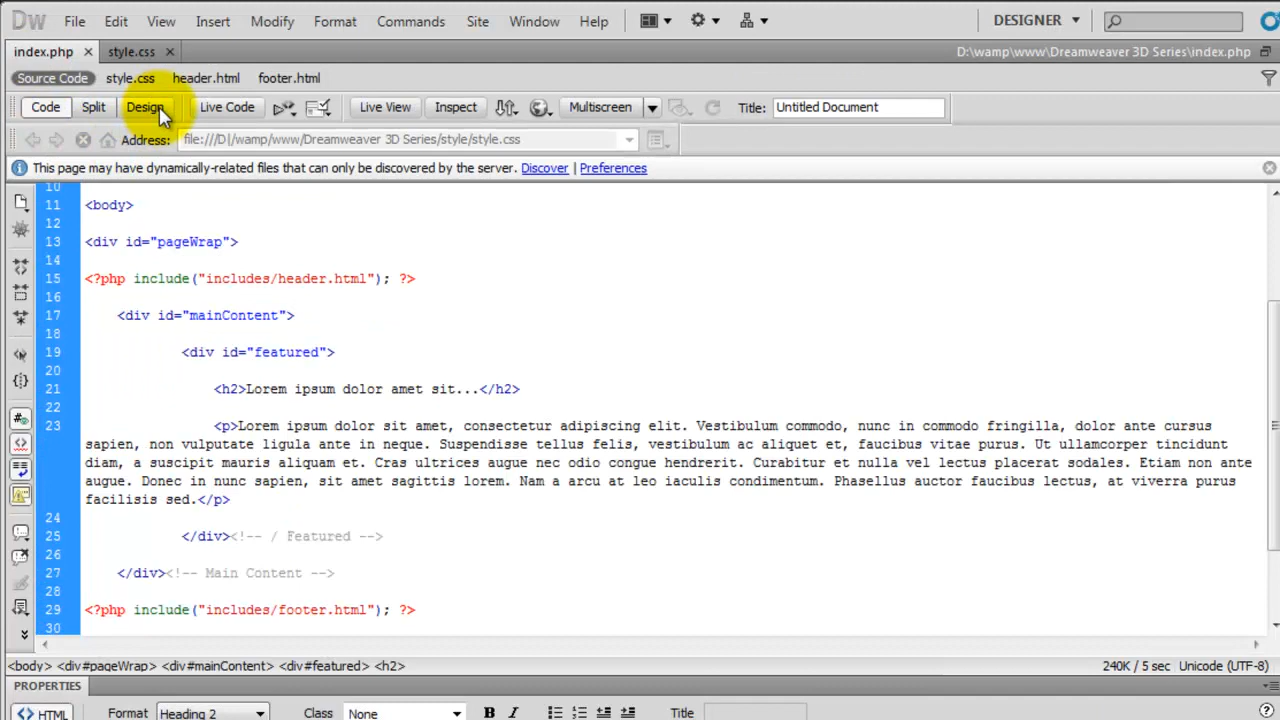 Dw File Edit View Insert Modify Format Commands Site Window Help DESIGNER
index.php style.css D:\wamp\www\Dreamweaver 3D Series\index.php
Source Code style.css header.html footer.html
Code Split Design Live Code Live View Inspect Multiscreen Title: Untitled Document
Address: file:///D|/wamp/www/Dreamweaver 3D Series/style/style.css
This page may have dynamically-related files that can only be discovered by the server. Discover | Preferences
10
11 <body>
12
13 <div id="pageWrap">
14
15 <?php include("includes/header.html"); ?>
16
17 <div id="mainContent">
18
19 <div id="featured">
20
21 <h2>Lorem ipsum dolor amet sit...</h2>
22
23 <p>Lorem ipsum dolor sit amet, consectetur adipiscing elit. Vestibulum commodo, nunc in commodo fringilla, dolor ante cursus
sapien, non vulputate ligula ante in neque. Suspendisse tellus felis, vestibulum ac aliquet et, faucibus vitae purus. Ut ullamcorper tincidunt
diam, a suscipit mauris aliquam et. Cras ultrices augue nec odio congue hendrerit. Curabitur et nulla vel lectus placerat sodales. Etiam non ante
augue. Donec in nunc sapien, sit amet sagittis lorem. Nam a arcu at leo iaculis condimentum. Phasellus auctor faucibus lectus, at viverra purus
facilisis sed.</p>
24
25 </div><!-- / Featured -->
26
27 </div><!-- Main Content -->
28
29 <?php include("includes/footer.html"); ?>
30
<body> <div#pageWrap> <div#mainContent> <div#featured> <h2> 240K / 5 sec Unicode (UTF-8)
PROPERTIES
<> HTML Format Heading 2 Class None B I Title